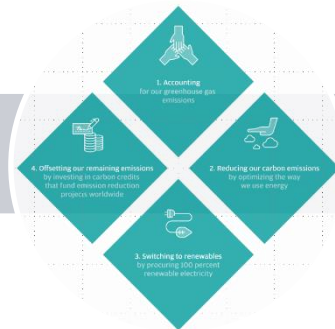 1. Accounting
for our greenhouse gas
emissions
2. Reducing our carbon emissions
by optimizing the way
we use energy
3. Switching to renewables
by procuring 100 percent
renewable electricity
4. Offsetting our remaining emissions
by investing in carbon credits
that fund emission reduction
projects worldwide